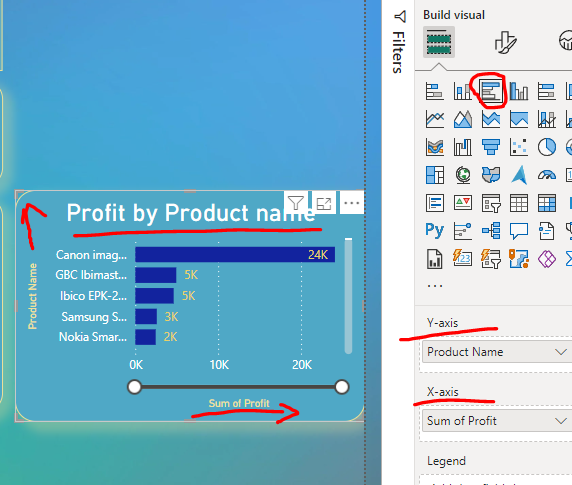 Build visual
Filters
Profit by Product name
Product Name
Canon imag...
24K
GBC Ibimast...
5K
Ibico EPK-2...
5K
Samsung S...
3K
Nokia Smar...
2K
0K
10K
20K
Sum of Profit
Py
123
...
Y-axis
Product Name
X-axis
Sum of Profit
Legend